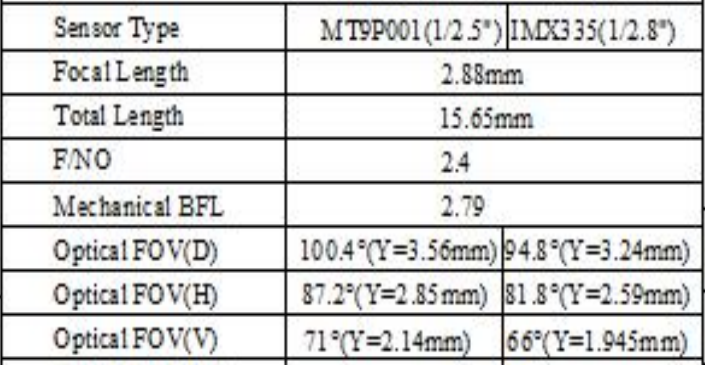 Sensor Type MT9P001(1/2.5") IMX335(1/2.8")
Focal Length 2.88mm
Total Length 15.65mm
F/NO 2.4
Mechanical BFL 2.79
Optical FOV(D) 100.4°(Y=3.56mm) 94.8°(Y=3.24mm)
Optical FOV(H) 87.2°(Y=2.85mm) 81.8°(Y=2.59mm)
Optical FOV(V) 71°(Y=2.14mm) 66°(Y=1.945mm)